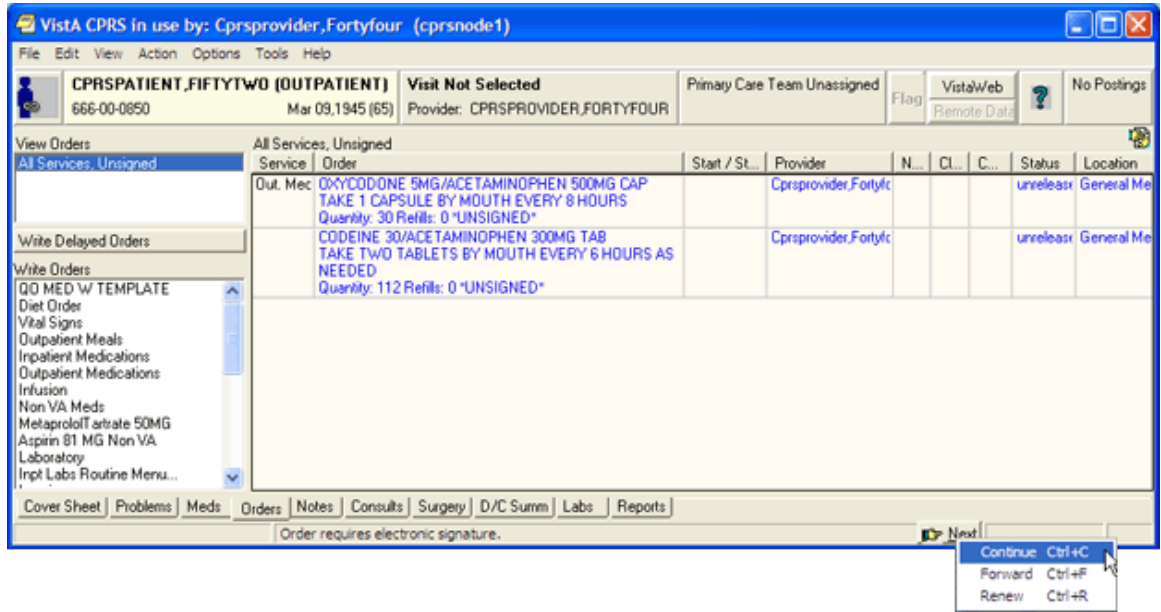 VistA CPRS in use by: Cprsprovider,Fortyfour (cprsnode1)
File Edit View Action Options Tools Help
CPRSPATIENT,FIFTYTWO (OUTPATIENT)
666-00-0850 Mar 09,1945 (65)
Visit Not Selected
Provider: CPRSPROVIDER,FORTYFOUR
Primary Care Team Unassigned
Flag
VistaWeb
Remote Data
?
No Postings
View Orders
All Services, Unsigned
Write Delayed Orders
Write Orders
QO MED W TEMPLATE
Diet Order
Vital Signs
Outpatient Meals
Inpatient Medications
Outpatient Medications
Infusion
Non VA Meds
MetaprololTartrate 50MG
Aspirin 81 MG Non VA
Laboratory
Inpt Labs Routine Menu...
All Services, Unsigned
Service Order Start / St... Provider N... Cl... C... Status Location
Out. Mec OXYCODONE 5MG/ACETAMINOPHEN 500MG CAP Cprsprovider,Fortyfc unrelease General Me
TAKE 1 CAPSULE BY MOUTH EVERY 8 HOURS
Quantity: 30 Refills: 0 *UNSIGNED*
CODEINE 30/ACETAMINOPHEN 300MG TAB Cprsprovider,Fortyfc unrelease General Me
TAKE TWO TABLETS BY MOUTH EVERY 6 HOURS AS
NEEDED
Quantity: 112 Refills: 0 *UNSIGNED*
Cover Sheet Problems Meds Orders Notes Consults Surgery D/C Summ Labs Reports
Order requires electronic signature.
Next
Continue Ctrl+C
Forward Ctrl+F
Renew Ctrl+R